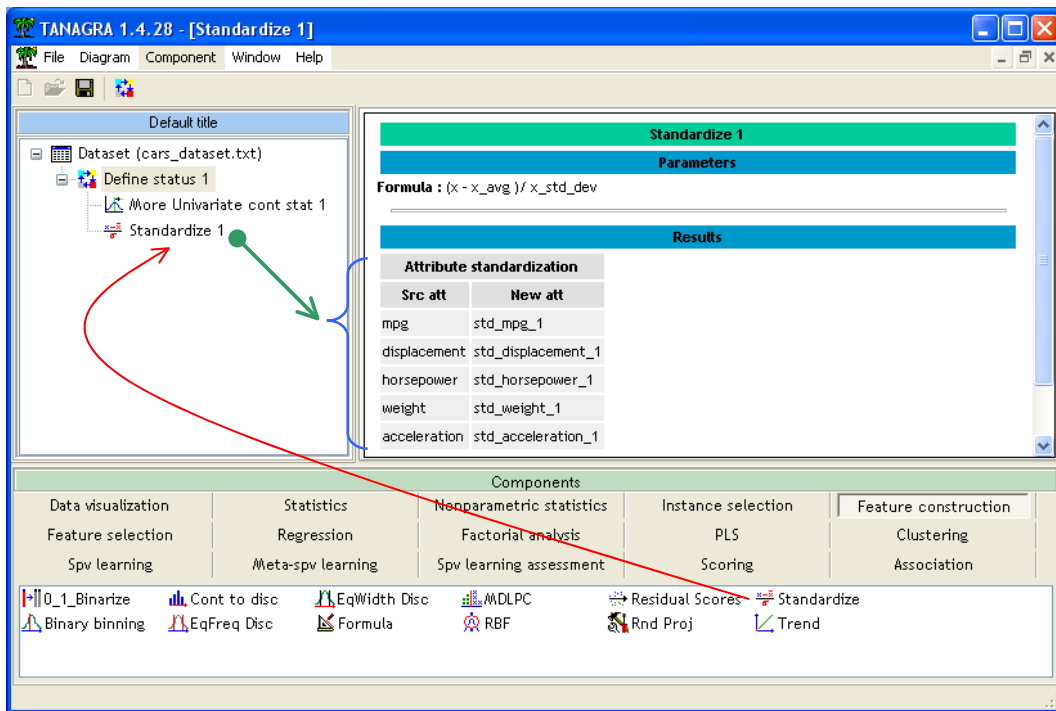 TANAGRA 1.4.28 - [Standardize 1]
File Diagram Component Window Help
Default title
Dataset (cars_dataset.txt)
Define status 1
More Univariate cont stat 1
Standardize 1
Standardize 1
Parameters
Formula : (x - x_avg )/ x_std_dev
Results
Attribute standardization
Src att New att
mpg std_mpg_1
displacement std_displacement_1
horsepower std_horsepower_1
weight std_weight_1
acceleration std_acceleration_1
Components
Data visualization Statistics Nonparametric statistics Instance selection Feature construction
Feature selection Regression Factorial analysis PLS Clustering
Spv learning Meta-spv learning Spv learning assessment Scoring Association
0_1_Binarize Cont to disc EqWidth Disc MDLPC Residual Scores Standardize
Binary binning EqFreq Disc Formula RBF Rnd Proj Trend